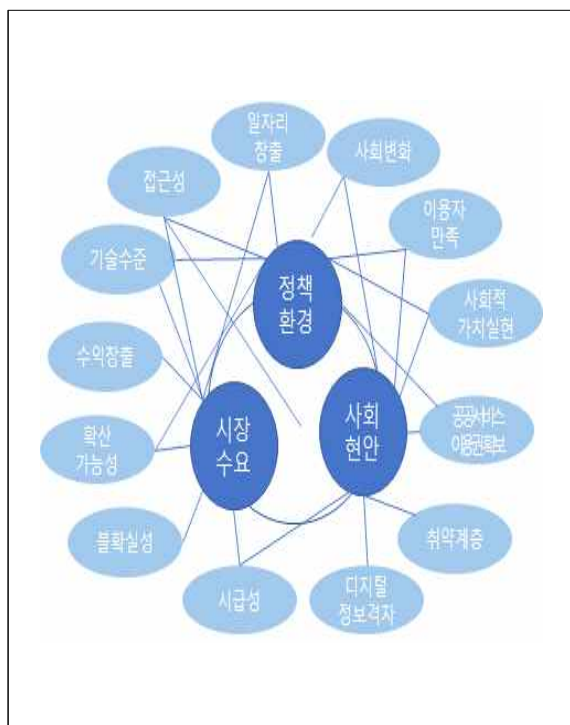 일자리
창출
사회변화
접근성
이용자
만족
기술수준
정책
환경
사회적
가치실현
수익창출
시장
수요
사회
현안
공공서비스
이용권확보
확산
가능성
불확실성
취약계층
시급성
디지털
정보격차